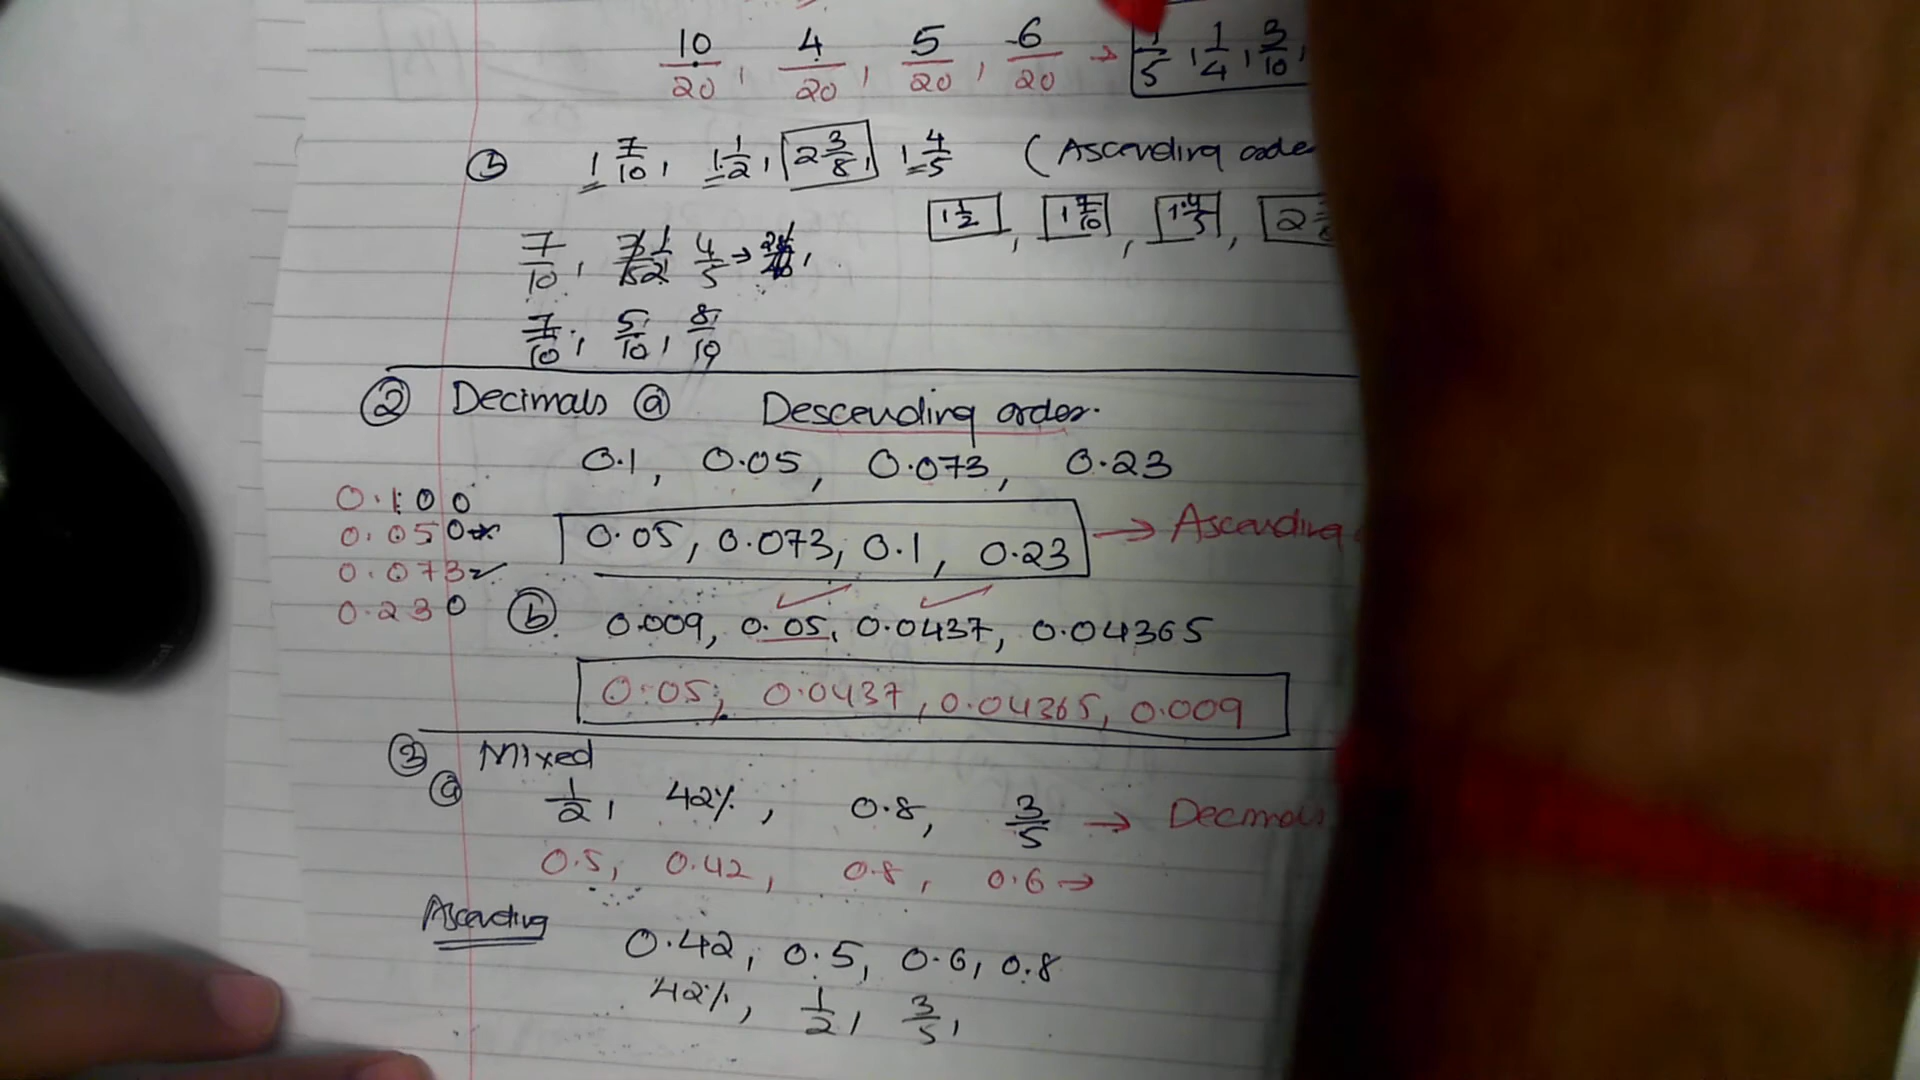 10/20, 4/20, 5/20, 6/20 → 1/5, 1/4, 3/10,
b 1 7/10, 1 1/2, 2 3/8, 1 4/5 (Ascending
1 1/2, 1 7/10, 1 4/5, 2
7/10, 4/5 →
7/10, 5/10, 8/10
② Decimals ⓐ Descending order.
0.1, 0.05, 0.073, 0.23
0.100
0.050
0.05, 0.073, 0.1, 0.23 → Ascending
0.073 ✓
0.230
ⓑ 0.009, 0.05, 0.0437, 0.04365
0.05, 0.0437, 0.04365, 0.009
③ Mixed
ⓐ 1/2, 42%, 0.8, 3/5 →
0.5, 0.42, 0.8, 0.6 →
Ascending 0.42, 0.5, 0.6, 0.8
42%, 1/2, 3/5,